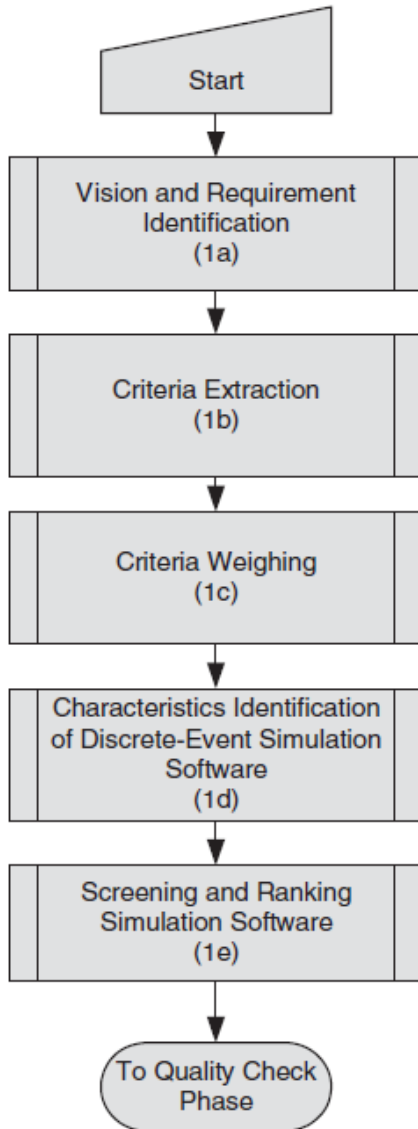 Start
Vision and Requirement
Identification
(1a)
Criteria Extraction
(1b)
Criteria Weighing
(1c)
Characteristics Identification
of Discrete-Event Simulation
Software
(1d)
Screening and Ranking
Simulation Software
(1e)
To Quality Check
Phase